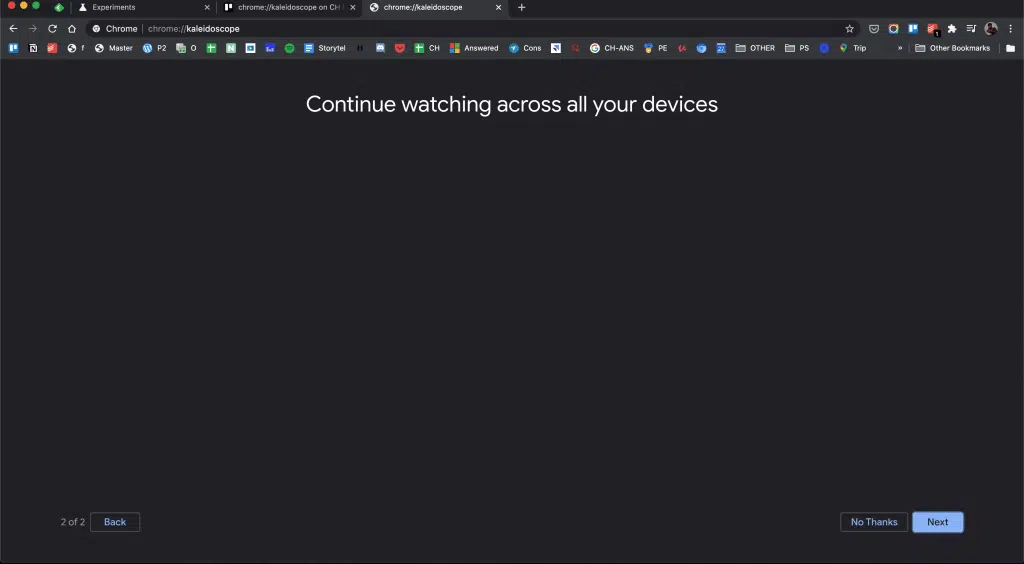 Experiments
chrome://kaleidoscope on CH
chrome://kaleidoscope
Chrome
chrome://kaleidoscope
f
Master
P2
O
Storytel
CH
Answered
Cons
CH-ANS
PE
OTHER
PS
Trip
»
Other Bookmarks
Continue watching across all your devices
2 of 2
Back
No Thanks
Next